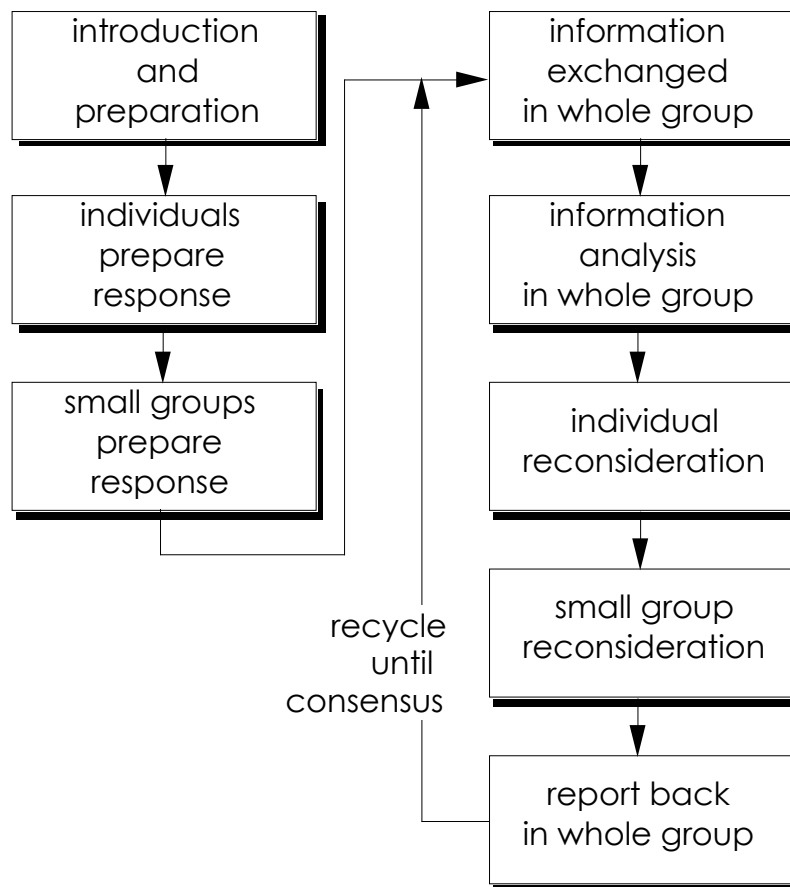 introduction
and
preparation
individuals
prepare
response
small groups
prepare
response
information
exchanged
in whole group
information
analysis
in whole group
individual
reconsideration
small group
reconsideration
report back
in whole group
recycle
until
consensus